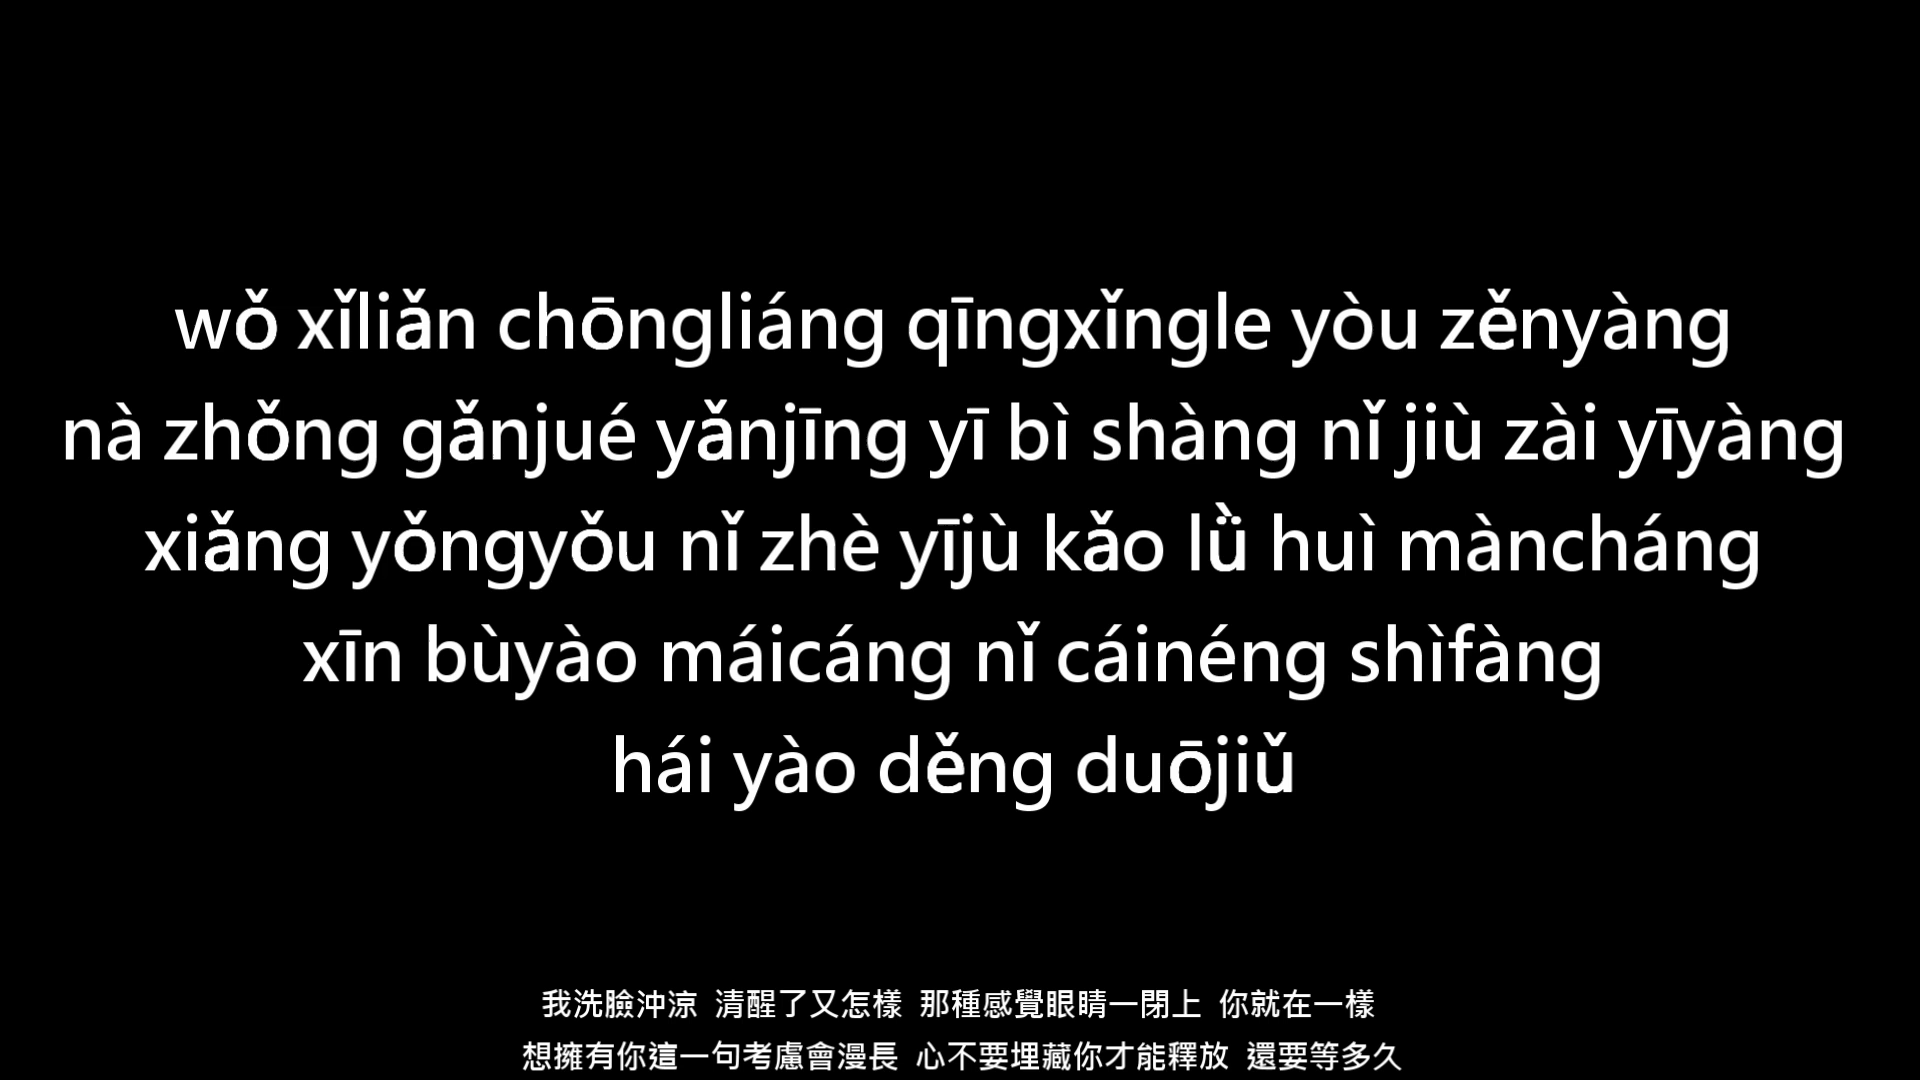 wǒ xǐliǎn chōngliáng qīngxǐngle yòu zěnyàng
nà zhǒng gǎnjué yǎnjīng yī bì shàng nǐ jiù zài yīyàng
xiǎng yǒngyǒu nǐ zhè yījù kǎo lǜ huì màncháng
xīn bùyào máicáng nǐ cáinéng shìfàng
hái yào děng duōjiǔ
我洗臉沖涼 清醒了又怎樣 那種感覺眼睛一閉上 你就在一樣
想擁有你這一句考慮會漫長 心不要埋藏你才能釋放 還要等多久